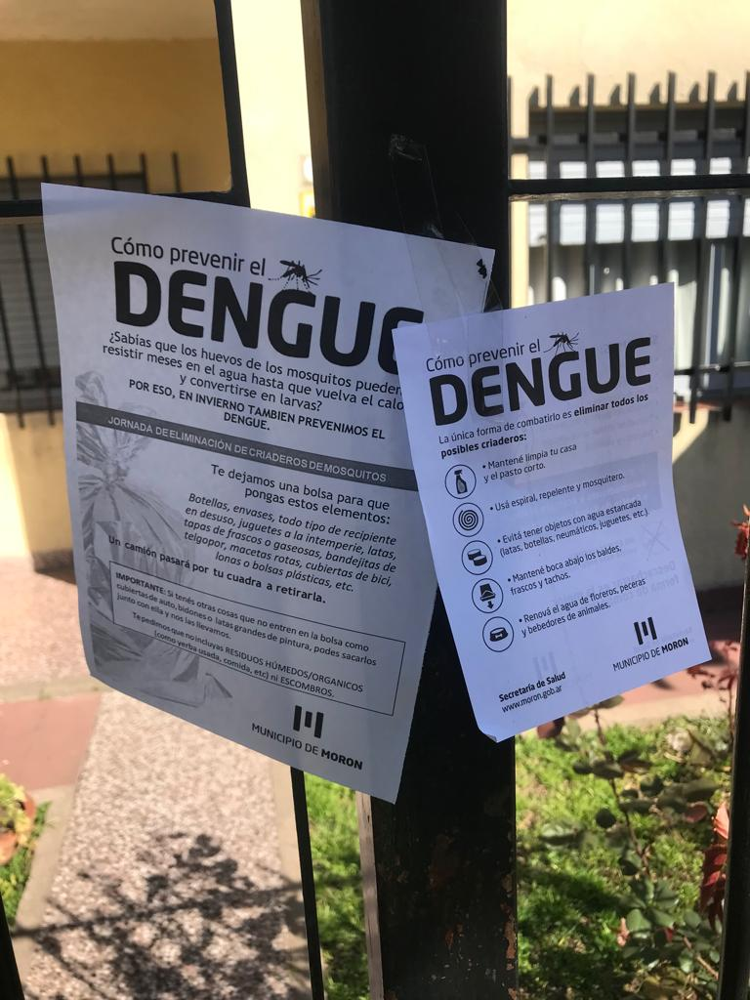 Cómo prevenir el
DENGUE
¿Sabías que los huevos de los mosquitos pueden
resistir meses en el agua hasta que vuelva el calo
y convertirse en larvas?
POR ESO, EN INVIERNO TAMBIEN PREVENIMOS EL
DENGUE.
JORNADA DE ELIMINACIÓN DE CRIADEROS DE MOSQUITOS
Te dejamos una bolsa para que
pongas estos elementos:
Botellas, envases, todo tipo de recipiente
en desuso, juguetes a la intemperie, latas,
tapas de frascos o gaseosas, bandejitas de
telgopor, macetas rotas, cubiertas de bici,
lonas o bolsas plásticas, etc.
Un camión pasará por tu cuadra a retirarla.
IMPORTANTE: Si tenés otras cosas que no entren en la bolsa como
cubiertas de auto, bidones o latas grandes de pintura, podes sacarlos
junto con ella y nos las llevamos.
Te pedimos que no incluyas RESIDUOS HÚMEDOS/ORGANICOS
(como yerba usada, comida, etc) ni ESCOMBROS.
MUNICIPIO DE MORON
Cómo prevenir el
DENGUE
La única forma de combatirlo es eliminar todos los
posibles criaderos:
• Mantené limpia tu casa
y el pasto corto.
• Usá espiral, repelente y mosquitero.
• Evitá tener objetos con agua estancada
(latas, botellas, neumáticos, juguetes, etc.).
• Mantené boca abajo los baldes,
frascos y tachos.
• Renová el agua de floreros, peceras
y bebedores de animales.
Secretaría de Salud
www.moron.gob.ar
MUNICIPIO DE MORON